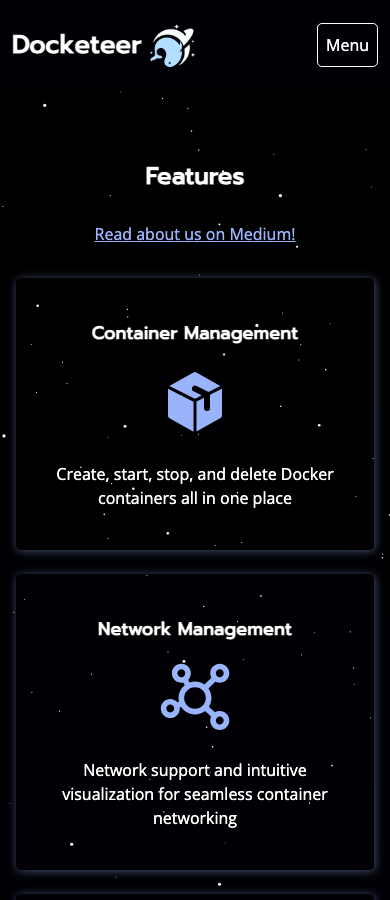 Docketeer
Menu
Features
Read about us on Medium!
Container Management
Create, start, stop, and delete Docker
containers all in one place
Network Management
Network support and intuitive
visualization for seamless container
networking